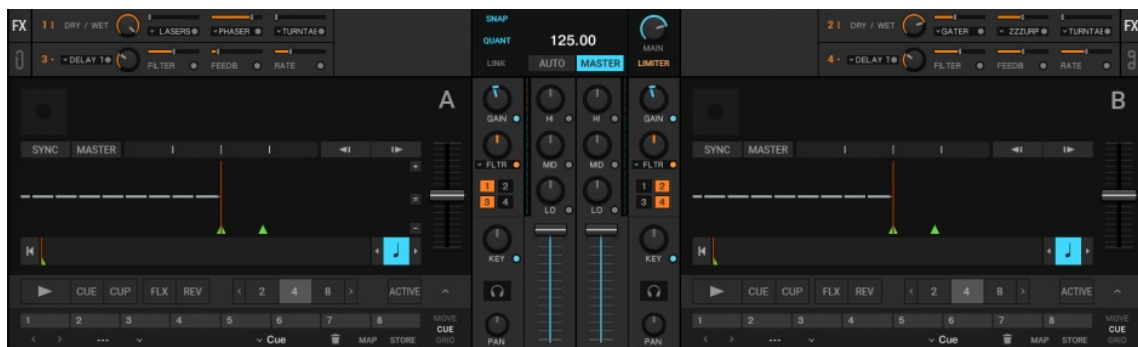 FX 1 DRY / WET LASERS PHASER TURNTAE
3 DELAY T FILTER FEEDB RATE
SNAP
QUANT 125.00
LINK AUTO MASTER
MAIN
LIMITER
2 DRY / WET GATER ZZZURP TURNTAE FX
4 DELAY T FILTER FEEDB RATE
A
SYNC MASTER
CUE CUP FLX REV 2 4 8 ACTIVE
1 2 3 4 5 6 7 8
MOVE
CUE
GRID
--- Cue MAP STORE
GAIN HI HI GAIN
FLTR MID MID FLTR
1 2 1 2
3 4 LO LO 3 4
KEY KEY
PAN PAN
B
SYNC MASTER
CUE CUP FLX REV 2 4 8 ACTIVE
1 2 3 4 5 6 7 8
MOVE
CUE
GRID
--- Cue MAP STORE